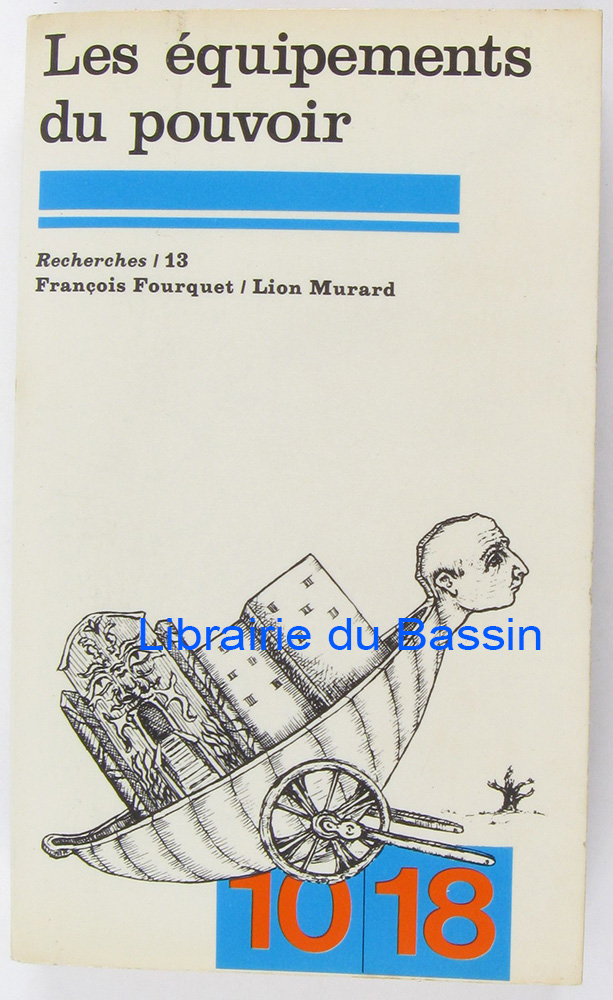 Les équipements
du pouvoir
Recherches / 13
François Fourquet / Lion Murard
Librairie du Bassin
10 18